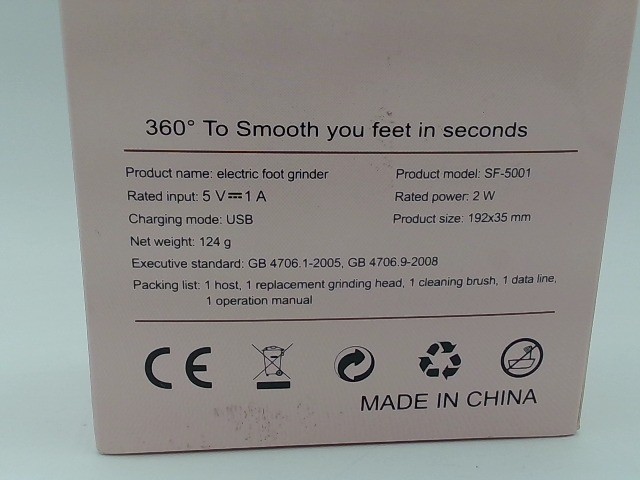 360° To Smooth you feet in seconds
Product name: electric foot grinder Product model: SF-5001
Rated input: 5 V⎓1 A Rated power: 2 W
Charging mode: USB Product size: 192x35 mm
Net weight: 124 g
Executive standard: GB 4706.1-2005, GB 4706.9-2008
Packing list: 1 host, 1 replacement grinding head, 1 cleaning brush, 1 data line,
1 operation manual
CE
MADE IN CHINA